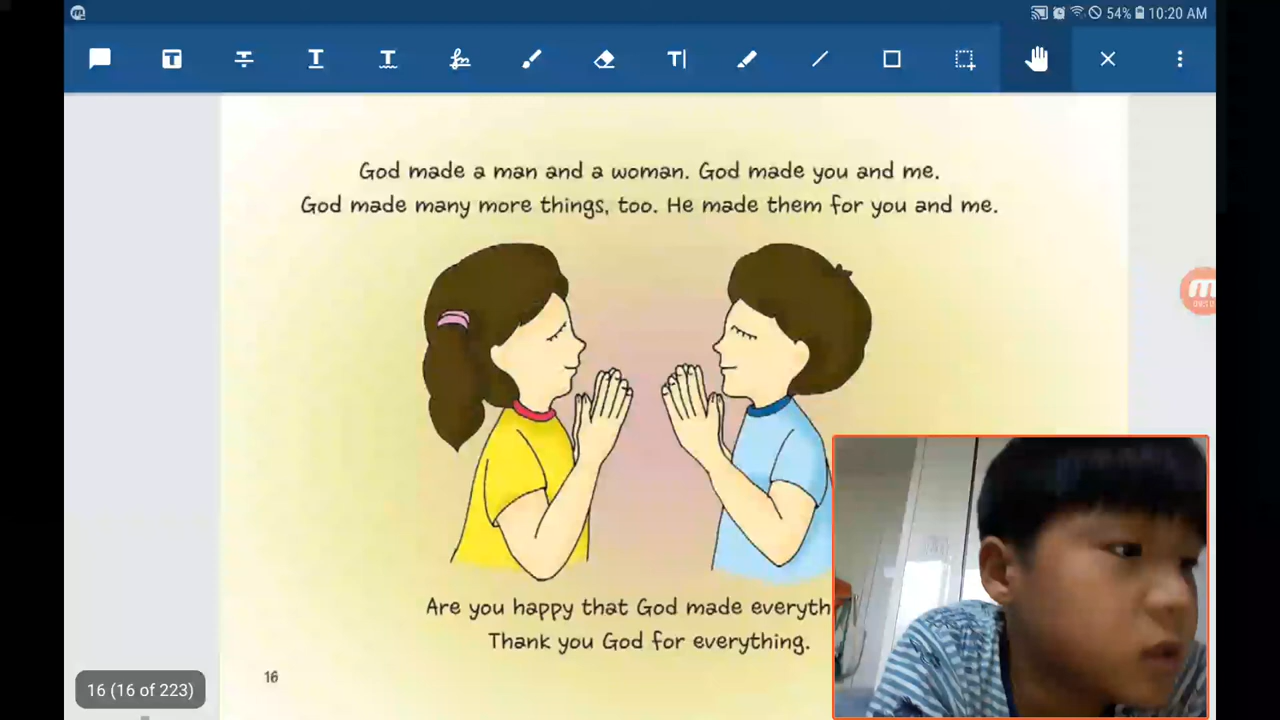 54% 10:20 AM
God made a man and a woman. God made you and me.
God made many more things, too. He made them for you and me.
Are you happy that God made everyth
Thank you God for everything.
16
16 (16 of 223)